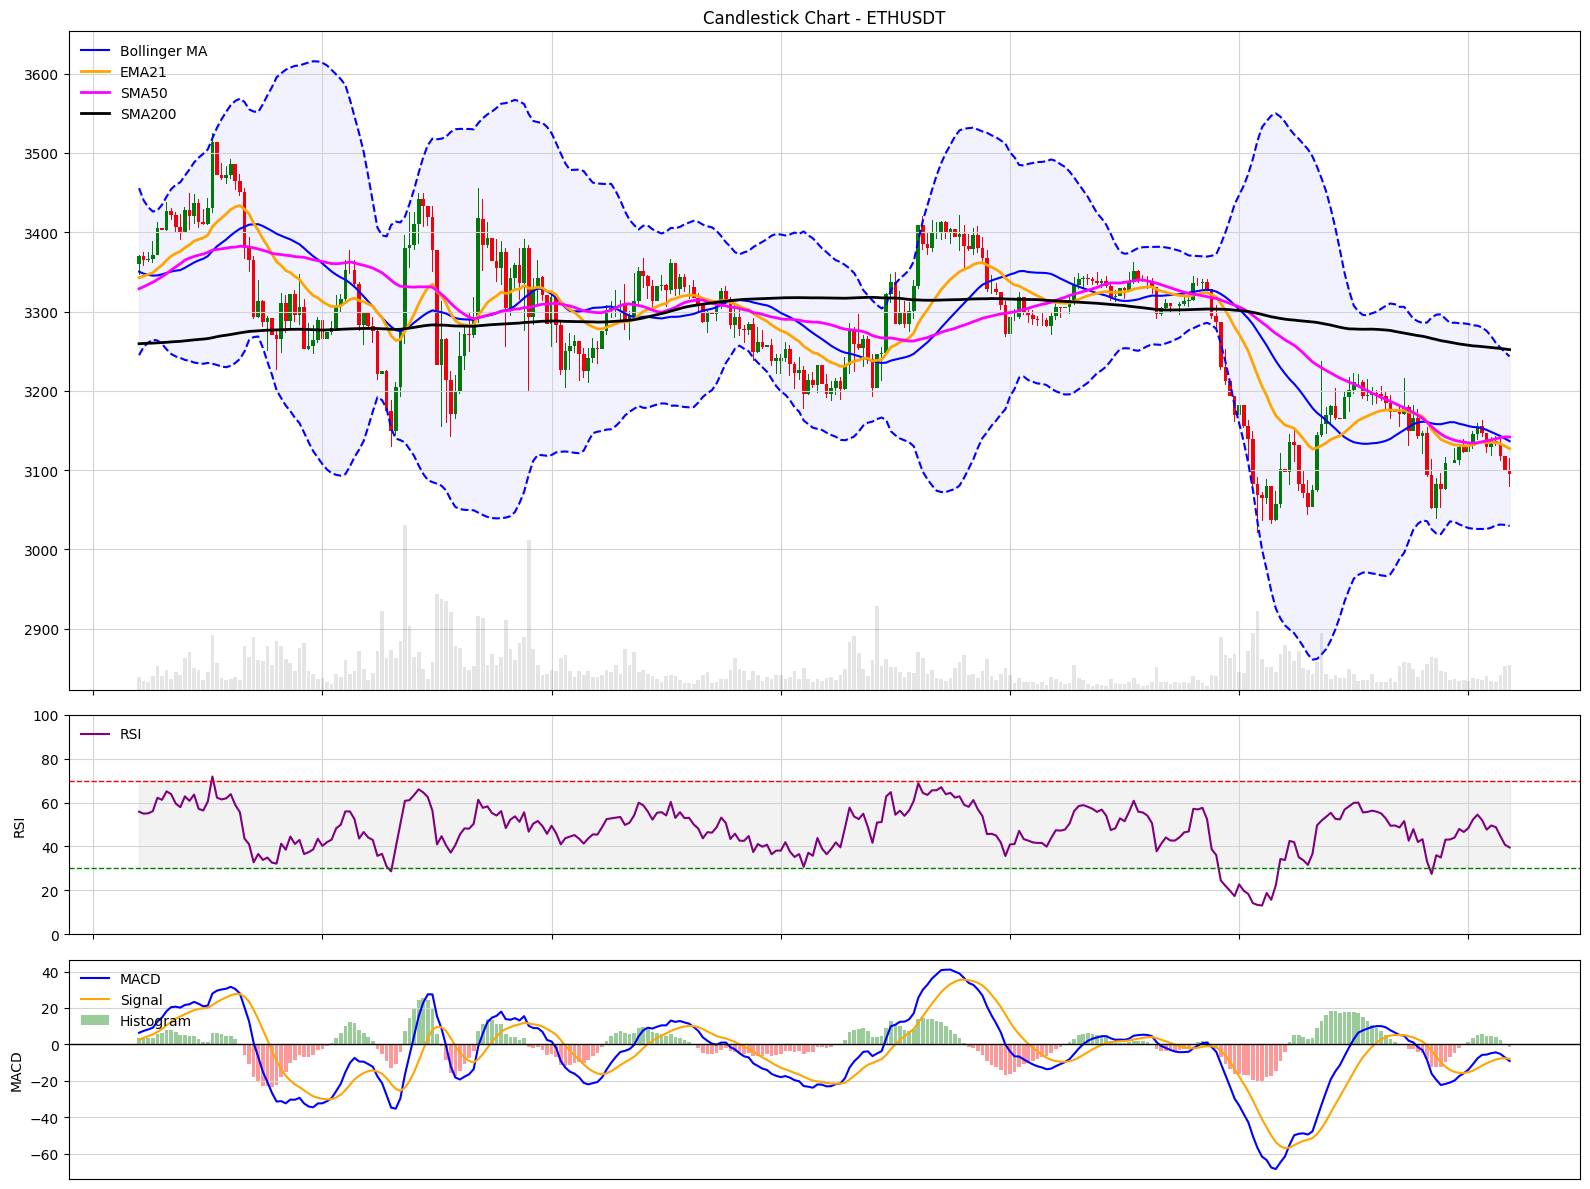 Candlestick Chart - ETHUSDT
Bollinger MA
EMA21
SMA50
SMA200
3600
3500
3400
3300
3200
3100
3000
2900
RSI
100
80
60
40
20
0
RSI
MACD
Signal
Histogram
40
20
0
−20
−40
−60
MACD